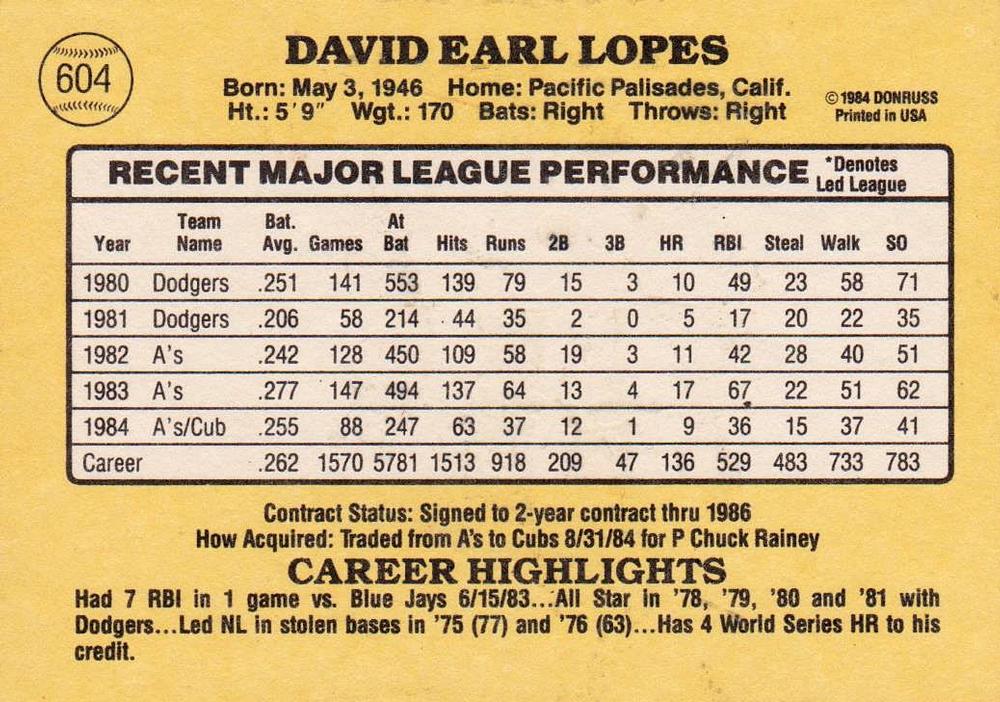 604
DAVID EARL LOPES
Born: May 3, 1946 Home: Pacific Palisades, Calif.
Ht.: 5'9" Wgt.: 170 Bats: Right Throws: Right
© 1984 DONRUSS
Printed in USA
RECENT MAJOR LEAGUE PERFORMANCE *Denotes Led League
Year Team Name Bat. Avg. Games At Bat Hits Runs 2B 3B HR RBI Steal Walk SO
1980 Dodgers .251 141 553 139 79 15 3 10 49 23 58 71
1981 Dodgers .206 58 214 44 35 2 0 5 17 20 22 35
1982 A's .242 128 450 109 58 19 3 11 42 28 40 51
1983 A's .277 147 494 137 64 13 4 17 67 22 51 62
1984 A's/Cub .255 88 247 63 37 12 1 9 36 15 37 41
Career .262 1570 5781 1513 918 209 47 136 529 483 733 783
Contract Status: Signed to 2-year contract thru 1986
How Acquired: Traded from A's to Cubs 8/31/84 for P Chuck Rainey
CAREER HIGHLIGHTS
Had 7 RBI in 1 game vs. Blue Jays 6/15/83...All Star in '78, '79, '80 and '81 with
Dodgers...Led NL in stolen bases in '75 (77) and '76 (63)...Has 4 World Series HR to his
credit.